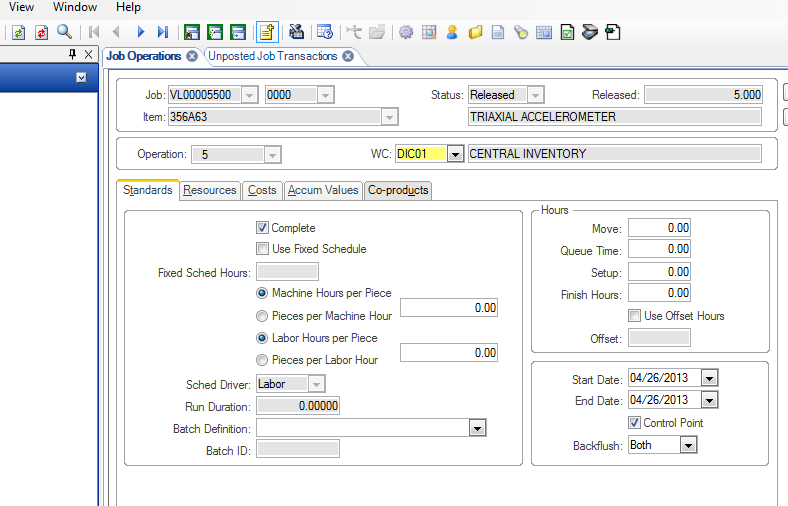 View Window Help
Job Operations Unposted Job Transactions
Job: VL00005500 0000 Status: Released Released: 5.000
Item: 356A63 TRIAXIAL ACCELEROMETER
Operation: 5 WC: DIC01 CENTRAL INVENTORY
Standards Resources Costs Accum Values Co-products
Complete
Use Fixed Schedule
Fixed Sched Hours:
Machine Hours per Piece
Pieces per Machine Hour 0.00
Labor Hours per Piece
Pieces per Labor Hour 0.00
Sched Driver: Labor
Run Duration: 0.00000
Batch Definition:
Batch ID:
Hours
Move: 0.00
Queue Time: 0.00
Setup: 0.00
Finish Hours: 0.00
Use Offset Hours
Offset:
Start Date: 04/26/2013
End Date: 04/26/2013
Control Point
Backflush: Both